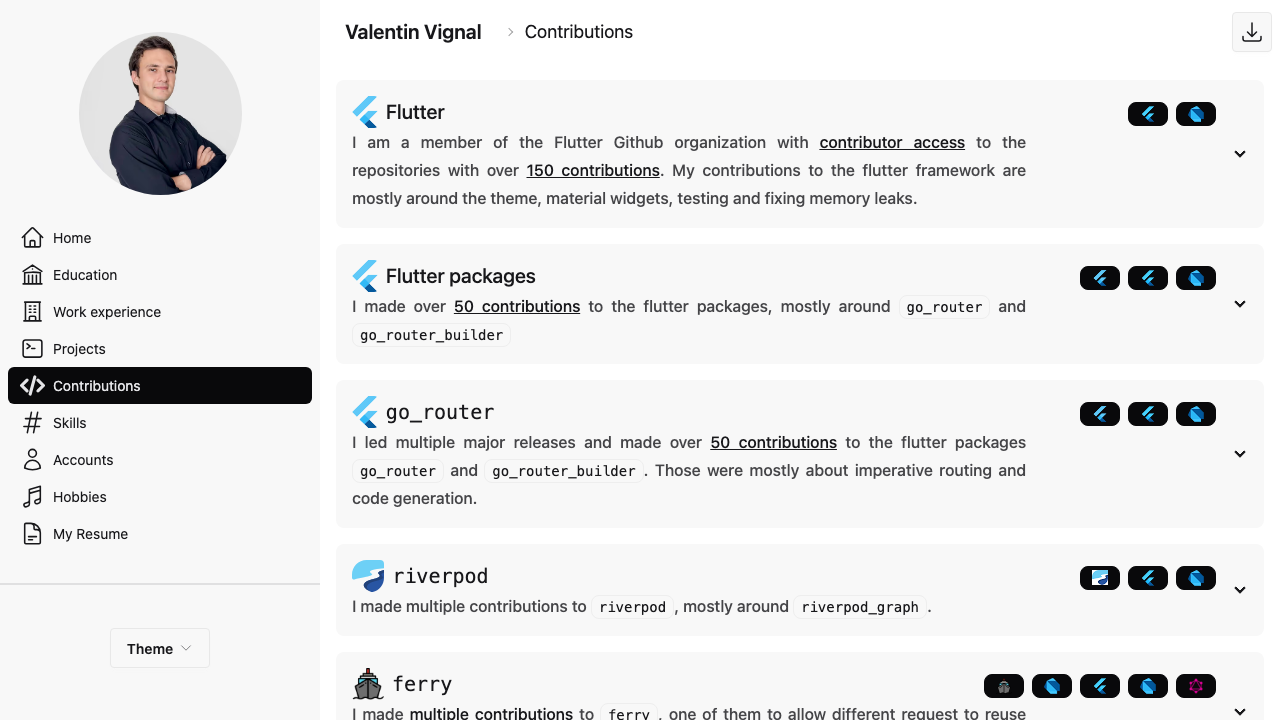 Valentin Vignal
Contributions
Home
Education
Work experience
Projects
Contributions
Skills
Accounts
Hobbies
My Resume
Theme
Flutter
I am a member of the Flutter Github organization with contributor access to the
repositories with over 150 contributions. My contributions to the flutter framework are
mostly around the theme, material widgets, testing and fixing memory leaks.
Flutter packages
I made over 50 contributions to the flutter packages, mostly around go_router and
go_router_builder
go_router
I led multiple major releases and made over 50 contributions to the flutter packages
go_router and go_router_builder. Those were mostly about imperative routing and
code generation.
riverpod
I made multiple contributions to riverpod, mostly around riverpod_graph.
ferry
I made multiple contributions to ferry, one of them to allow different request to reuse